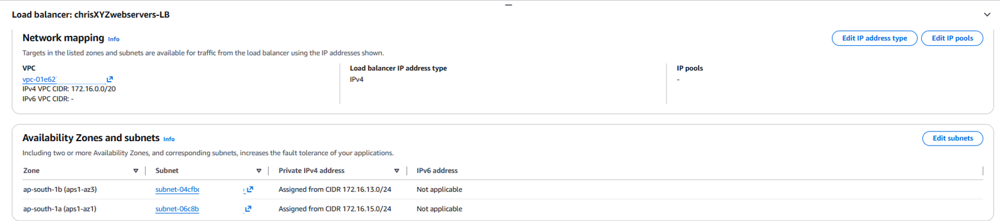 Load balancer: chrisXYZwebservers-LB
Network mapping Info
Edit IP address type
Edit IP pools
Targets in the listed zones and subnets are available for traffic from the load balancer using the IP addresses shown.
VPC
vpc-01e62
IPv4 VPC CIDR: 172.16.0.0/20
IPv6 VPC CIDR: -
Load balancer IP address type
IPv4
IP pools
-
Availability Zones and subnets Info
Edit subnets
Including two or more Availability Zones, and corresponding subnets, increases the fault tolerance of your applications.
Zone Subnet Private IPv4 address IPv6 address
ap-south-1b (aps1-az3) subnet-04cfb Assigned from CIDR 172.16.13.0/24 Not applicable
ap-south-1a (aps1-az1) subnet-06c8b Assigned from CIDR 172.16.15.0/24 Not applicable